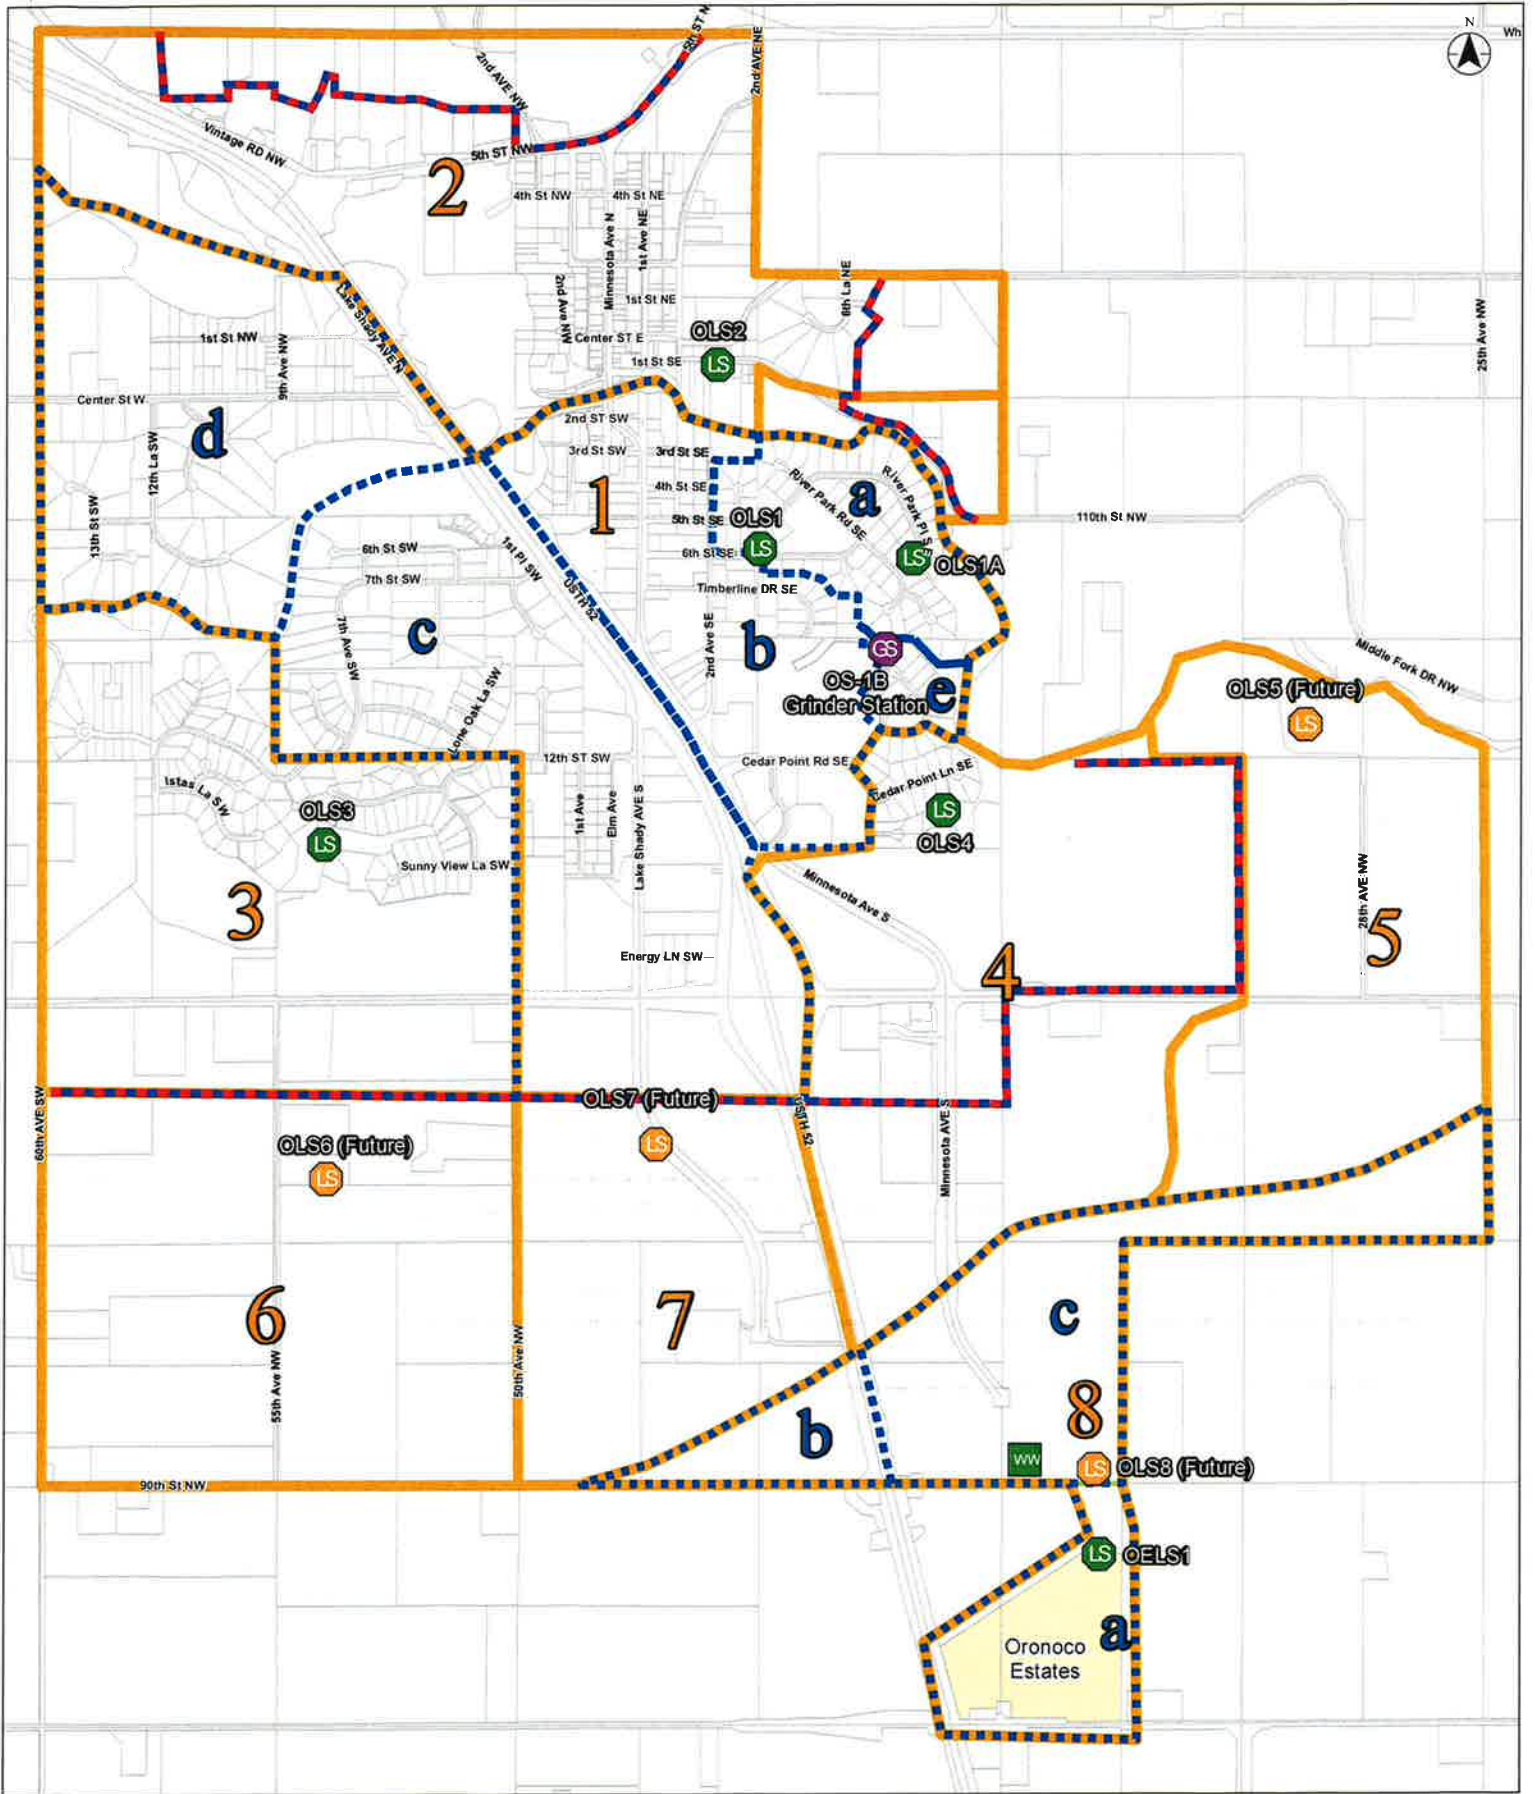 N
Wh
5th ST N
2nd AVE NE
2nd AVE NW
Vintage RD NW
5th ST NW
2
4th St NW
4th St NE
Minnesota Ave N
1st Ave NE
2nd Ave NW
1st St NE
6th La NE
25th Ave NW
Lake Shady AVE N
1st St NW
9th Ave NW
Center ST E
OLS2
LS
1st St SE
Center St W
d
2nd ST SW
12th La SW
3rd St SW
3rd St SE
13th St SW
1
4th St SE
River Park Rd SE
a
River Park Pl SE
5th St SE
OLS1
LS
110th St NW
6th St SW
1st Pl SW
6th St SE
LS
OLS1A
7th St SW
USTH 52
Timberline DR SE
7th Ave SW
c
2nd Ave SE
b
GS
OS-1B
Grinder Station
e
Middle Fork DR NW
OLS5 (Future)
LS
Lone Oak La SW
12th ST SW
Cedar Point Rd SE
Cedar Point Ln SE
Istas La SW
OLS3
LS
1st Ave
Elm Ave
Lake Shady AVE S
LS
OLS4
Sunny View La SW
Minnesota Ave S
28th AVE NW
3
Energy LN SW
4
5
60th AVE SW
OLS7 (Future)
LS
USTH 52
Minnesota AVE S
OLS6 (Future)
LS
6
7
c
55th Ave NW
50th Ave NW
8
b
WW
LS
OLS8 (Future)
90th St NW
LS
OELS1
a
Oronoco
Estates